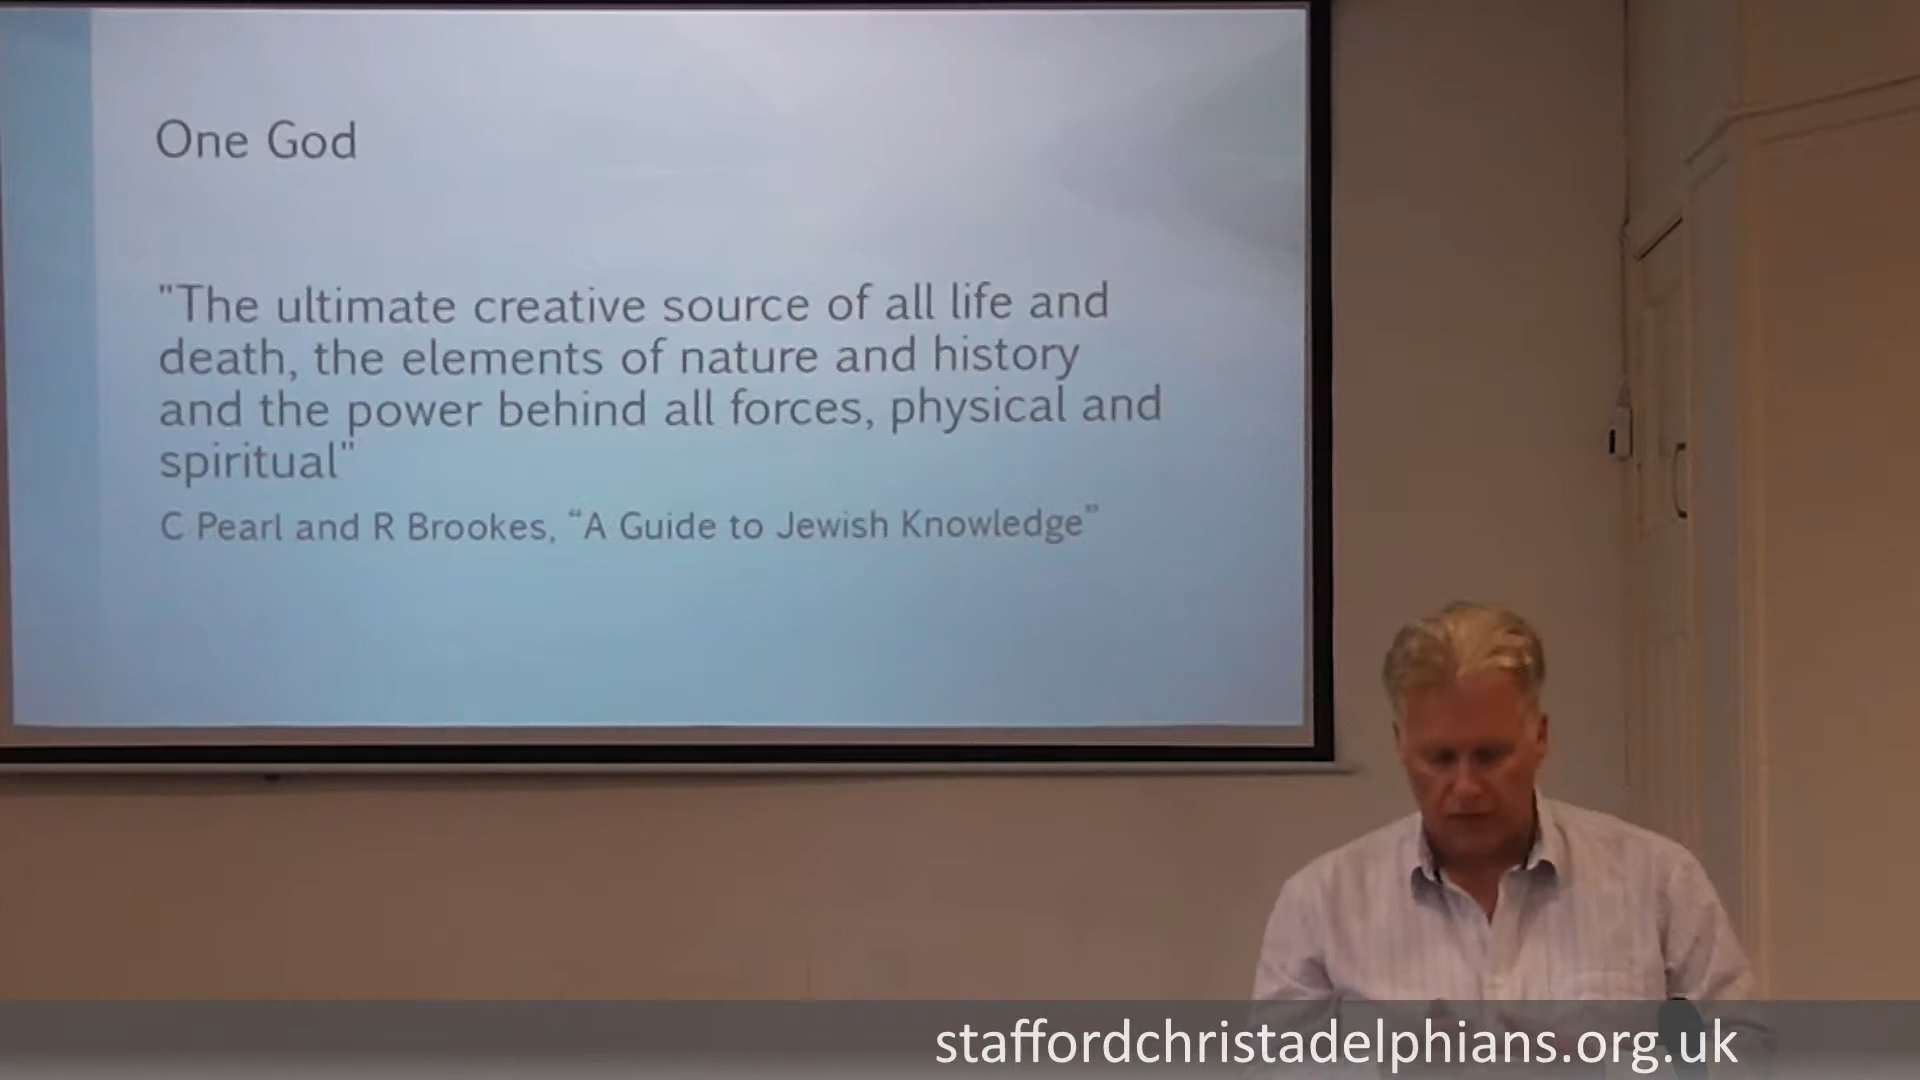 One God
"The ultimate creative source of all life and
death, the elements of nature and history
and the power behind all forces, physical and
spiritual"
C Pearl and R Brookes, “A Guide to Jewish Knowledge”
staffordchristadelphians.org.uk